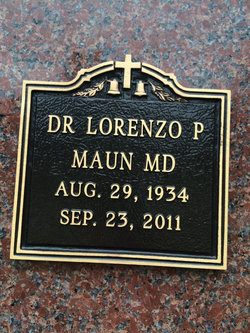 DR LORENZO P
MAUN MD
AUG. 29, 1934
SEP. 23, 2011